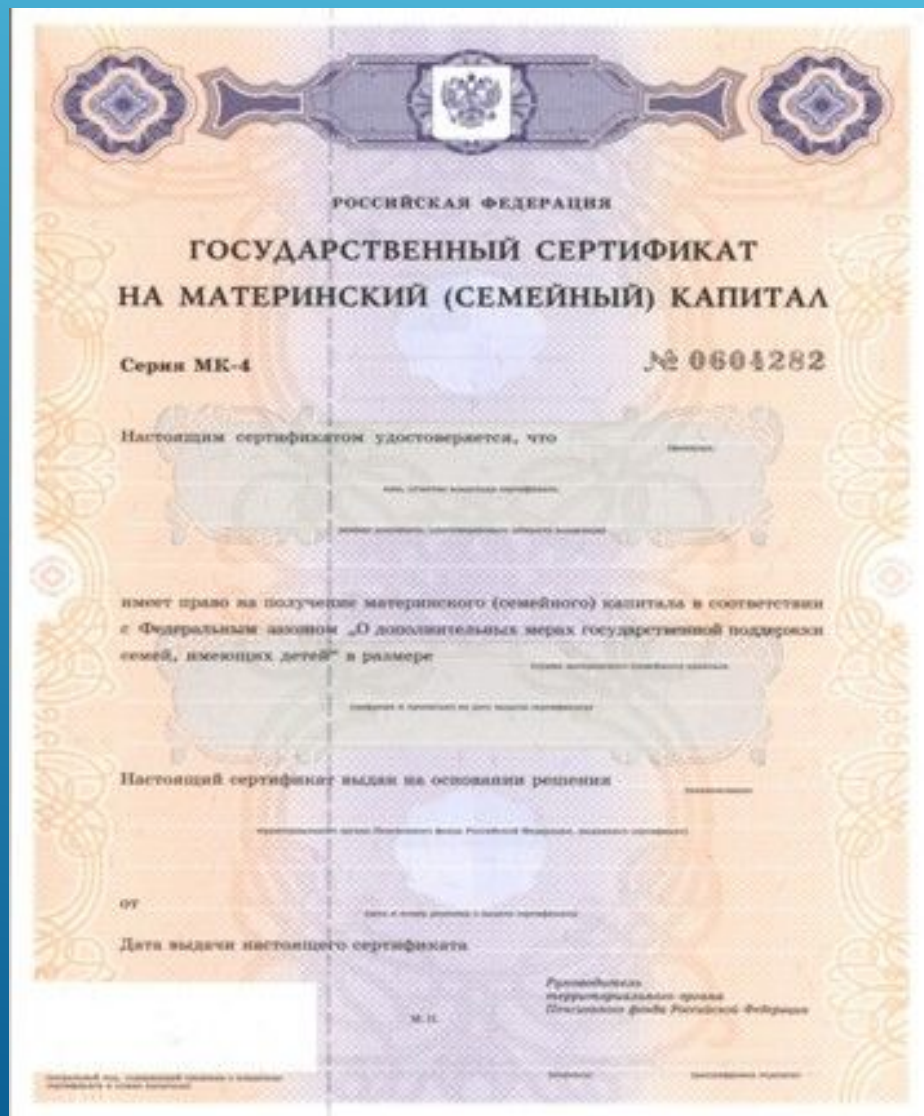 РОССИЙСКАЯ ФЕДЕРАЦИЯ
ГОСУДАРСТВЕННЫЙ СЕРТИФИКАТ
НА МАТЕРИНСКИЙ (СЕМЕЙНЫЙ) КАПИТАЛ
Серия МК-4 № 0604282
Настоящим сертификатом удостоверяется, что
имеет право на получение материнского (семейного) капитала в соответствии
с Федеральным законом „О дополнительных мерах государственной поддержки
семей, имеющих детей“ в размере
Настоящий сертификат выдан на основании решения
от
Дата выдачи настоящего сертификата
Руководитель
территориального органа
Пенсионного фонда Российской Федерации
М. П.